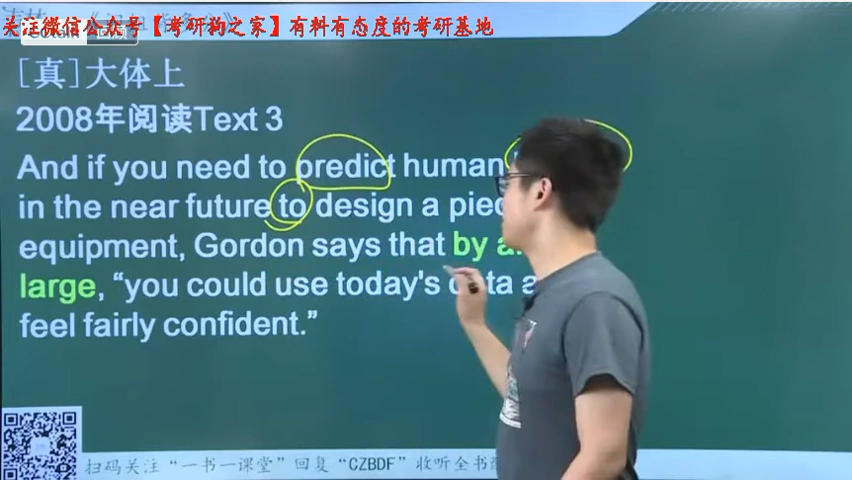 关注微信公众号【考研狗之家】有料有态度的考研基地
[真]大体上
2008年阅读Text 3
And if you need to predict human
in the near future to design a
equipment, Gordon says that by
large, “you could use today's
feel fairly confident.”
扫码关注“一书一课堂”回复“CZBDF”收听全书